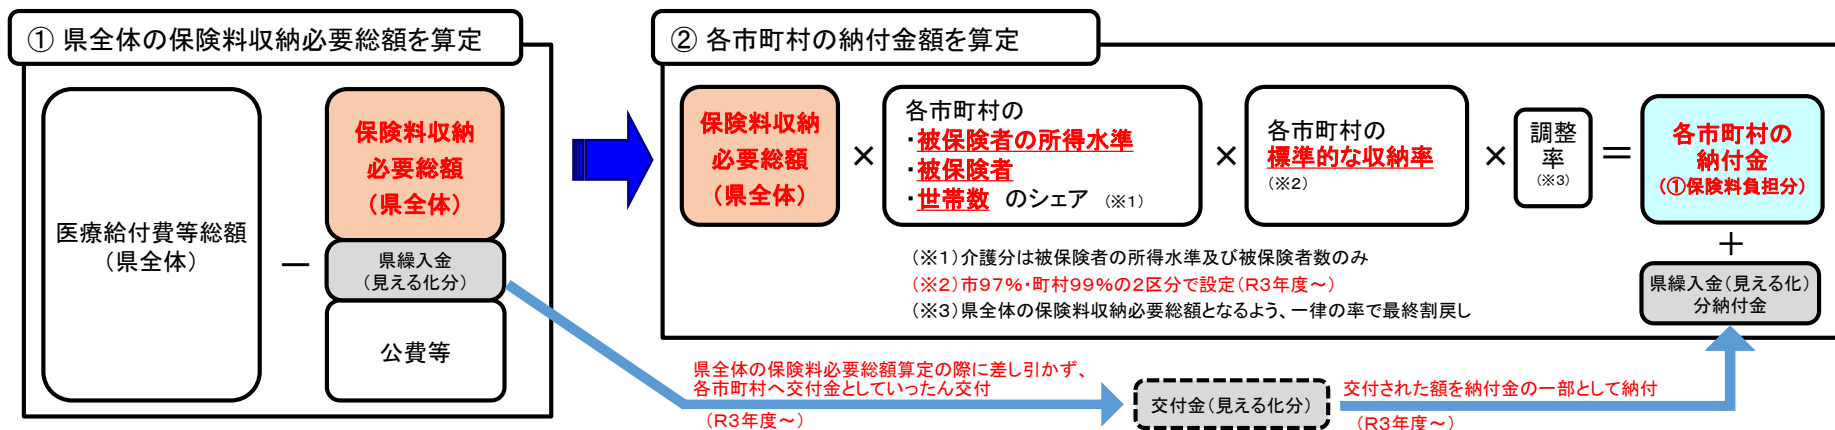 ① 県全体の保険料収納必要総額を算定
医療給付費等総額
（県全体）
－
保険料収納
必要総額
（県全体）
県繰入金
（見える化分）
公費等
② 各市町村の納付金額を算定
保険料収納
必要総額
（県全体）
×
各市町村の
・被保険者の所得水準
・被保険者
・世帯数 のシェア （※1）
×
各市町村の
標準的な収納率
（※2）
×
調整
率
（※3）
＝
各市町村の
納付金
（①保険料負担分）
＋
県繰入金（見える化）
分納付金
（※1）介護分は被保険者の所得水準及び被保険者数のみ
（※2）市97％・町村99％の2区分で設定（R3年度～）
（※3）県全体の保険料収納必要総額となるよう、一律の率で最終割戻し
県全体の保険料必要総額算定の際に差し引かず、
各市町村へ交付金としていったん交付
（R3年度～）
交付金（見える化分）
交付された額を納付金の一部として納付
（R3年度～）